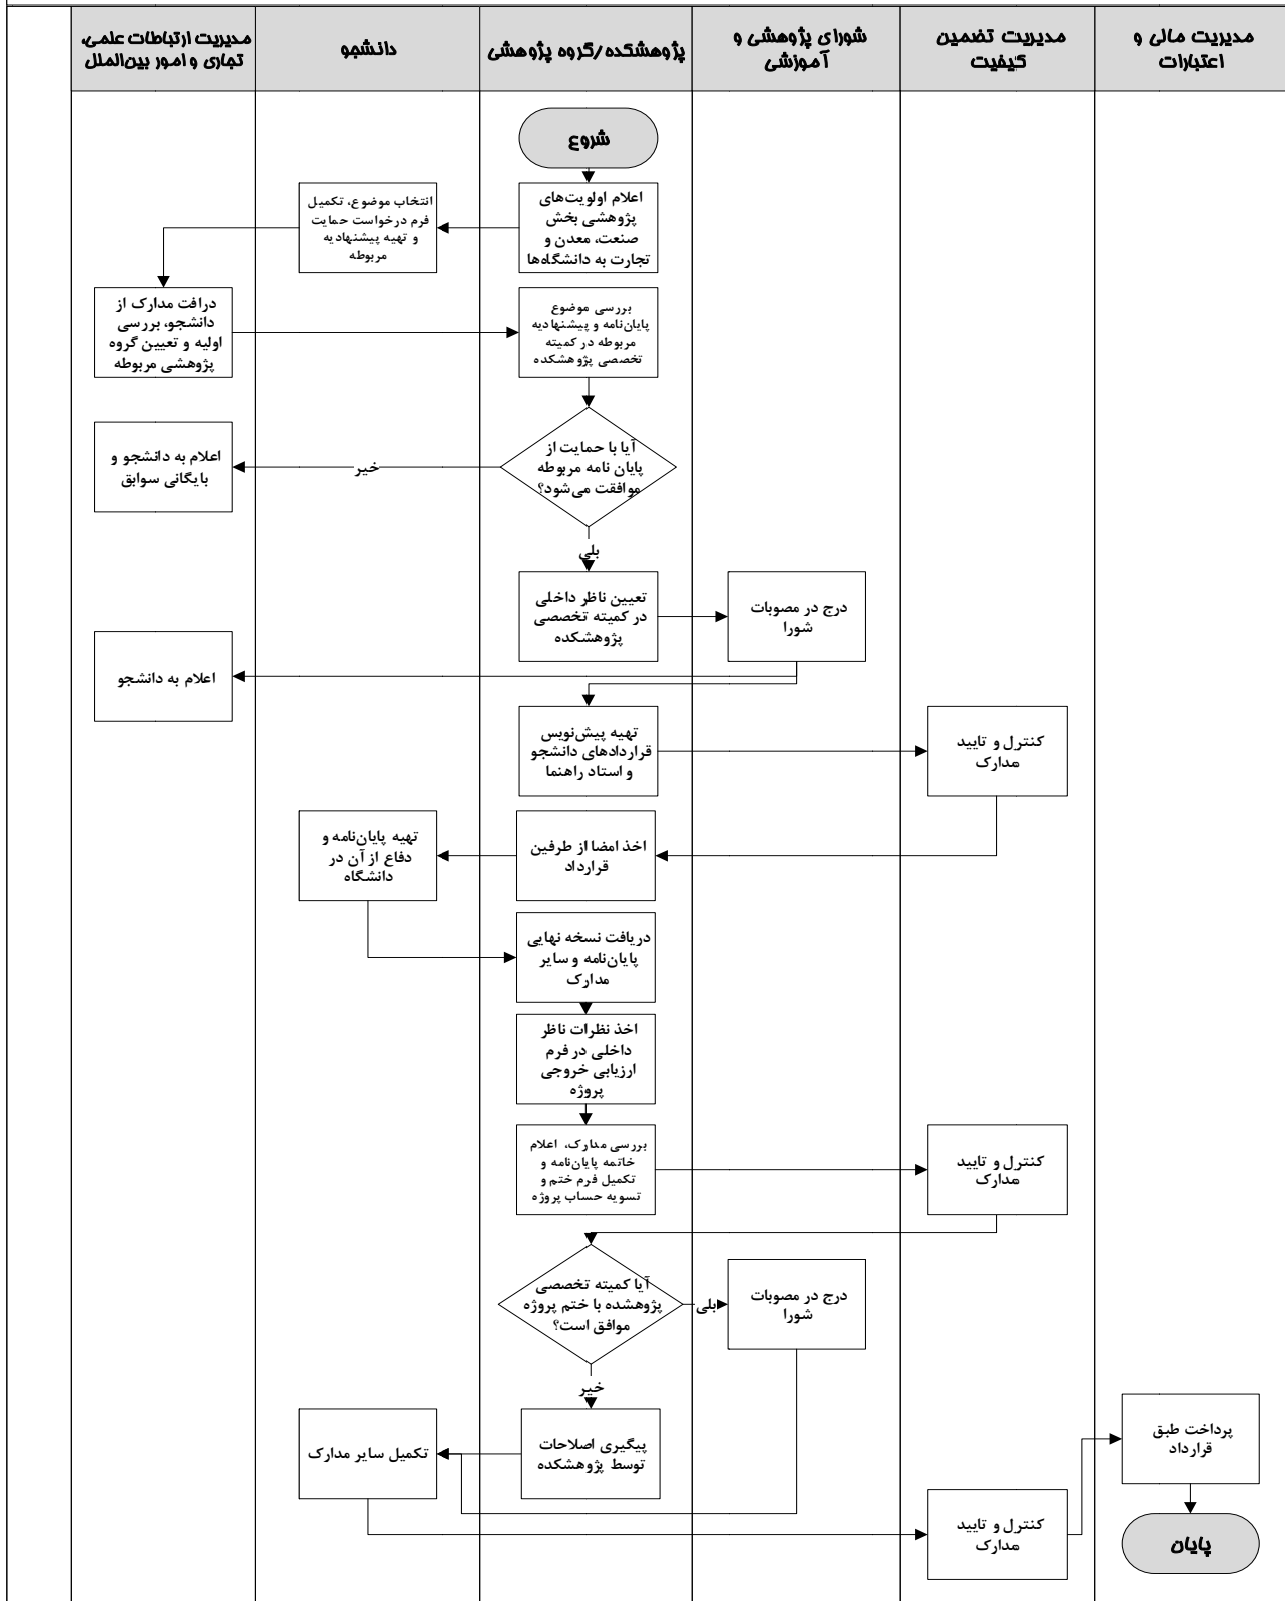 مدیریت مالی و
اعتبارات
مدیریت تضمین
کیفیت
شورای پژوهشی و
آموزشی
پژوهشکده/گروه پژوهشی
دانشجو
مدیریت ارتباطات علمی،
تجاری و امور بین‌الملل
شروع
اعلام اولویت‌های
پژوهشی بخش
صنعت، معدن و
تجارت به دانشگاه‌ها
انتخاب موضوع، تکمیل
فرم درخواست حمایت
و تهیه پیشنهادیه
مربوطه
درافت مدارک از
دانشجو، بررسی
اولیه و تعیین گروه
پژوهشی مربوطه
بررسی موضوع
پایان‌نامه و پیشنهادیه
مربوطه در کمیته
تخصصی پژوهشکده
آیا با حمایت از
پایان نامه مربوطه
موافقت می‌شود؟
خیر
اعلام به دانشجو و
بایگانی سوابق
بلی
تعیین ناظر داخلی
در کمیته تخصصی
پژوهشکده
درج در مصوبات
شورا
اعلام به دانشجو
تهیه پیش‌نویس
قراردادهای دانشجو
و استاد راهنما
کنترل و تایید
مدارک
اخذ امضا از طرفین
قرارداد
تهیه پایان‌نامه و
دفاع از آن در
دانشگاه
دریافت نسخه نهایی
پایان‌نامه و سایر
مدارک
اخذ نظرات ناظر
داخلی در فرم
ارزیابی خروجی
پروژه
بررسی مدارک، اعلام
خاتمه پایان‌نامه و
تکمیل فرم ختم و
تسویه حساب پروژه
کنترل و تایید
مدارک
آیا کمیته تخصصی
پژوهشده با ختم پروژه
موافق است؟
بلی
درج در مصوبات
شورا
خیر
پیگیری اصلاحات
توسط پژوهشکده
تکمیل سایر مدارک
کنترل و تایید
مدارک
پرداخت طبق
قرارداد
پایان